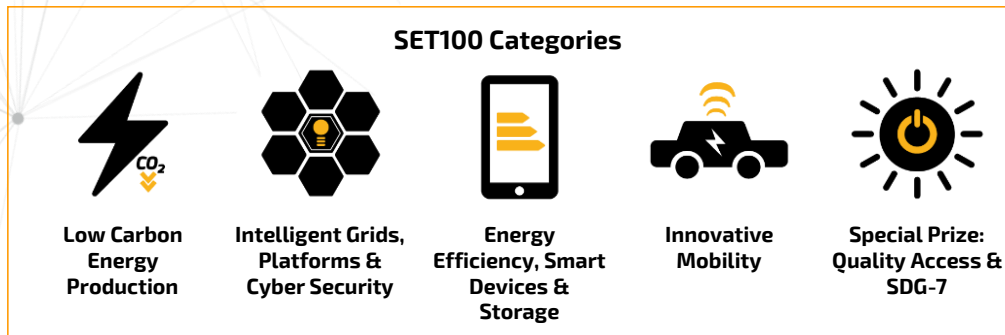 SET100 Categories
CO₂
Low Carbon
Energy
Production
Intelligent Grids,
Platforms &
Cyber Security
Energy
Efficiency, Smart
Devices &
Storage
Innovative
Mobility
Special Prize:
Quality Access &
SDG-7